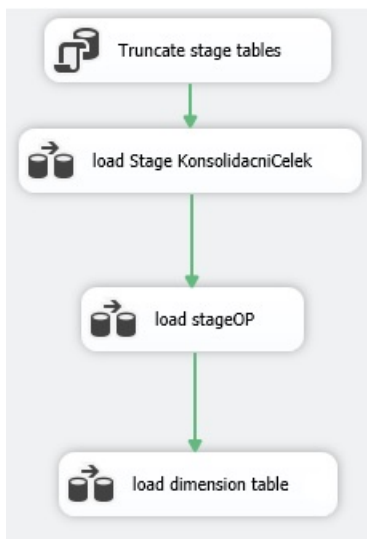 Truncate stage tables
load Stage KonsolidacniCelek
load stageOP
load dimension table